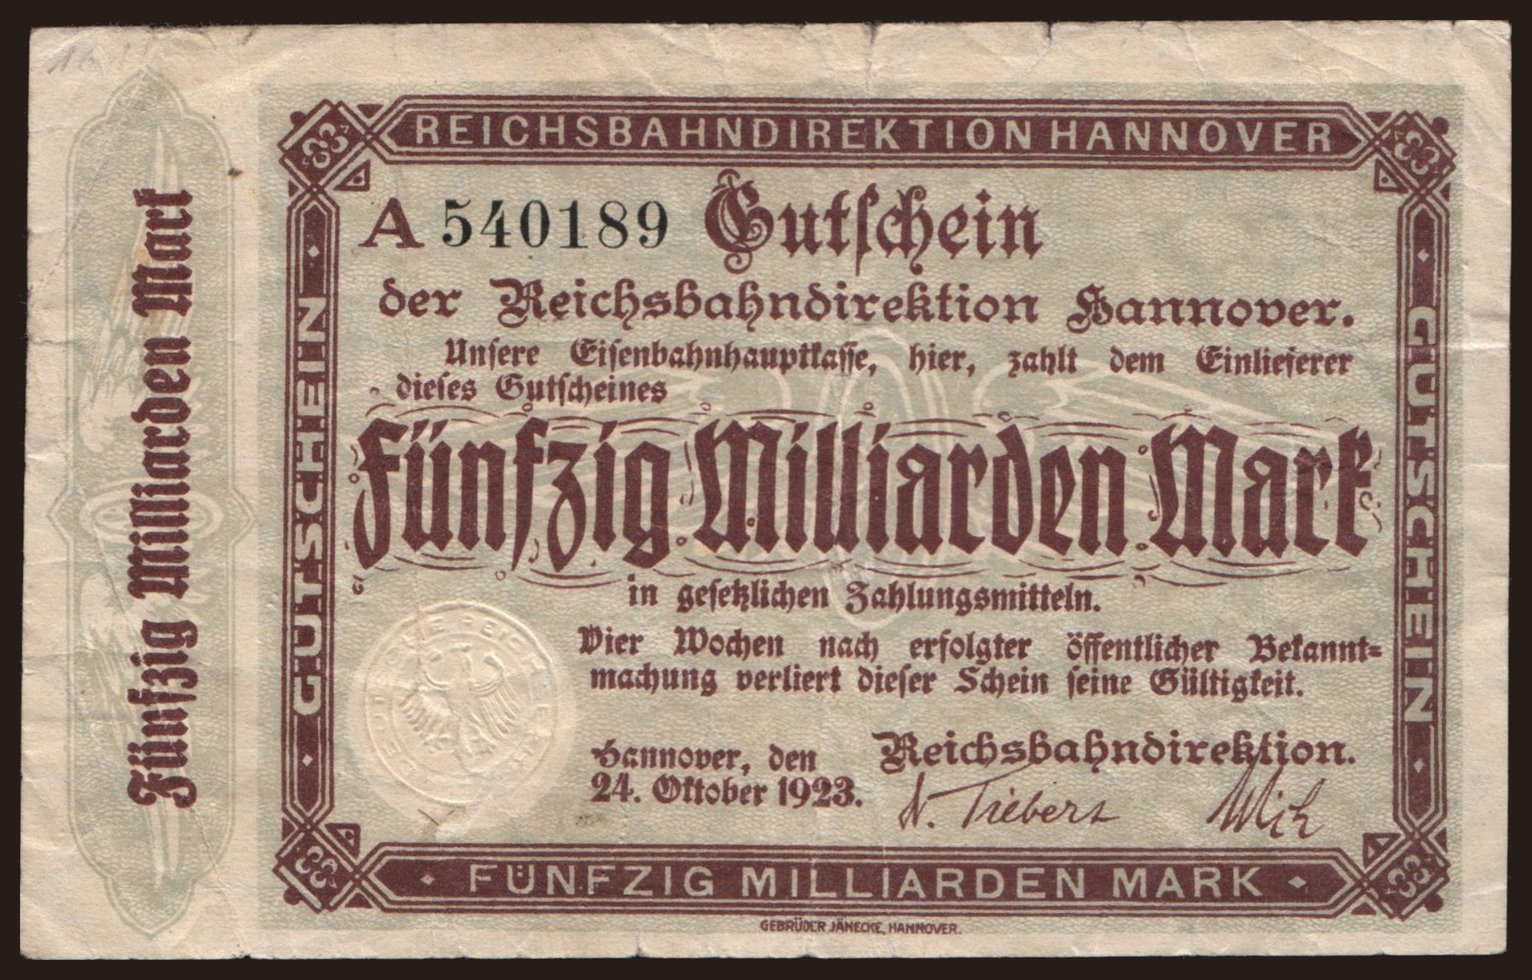 REICHSBAHNDIREKTION HANNOVER
A 540189 Gutschein
der Reichsbahndirektion Hannover.
Unsere Eisenbahnhauptkasse, hier, zahlt dem Einlieferer
dieses Gutscheines
Fünfzig Milliarden Mark
in gesetzlichen Zahlungsmitteln.
Vier Wochen nach erfolgter öffentlicher Bekannt-
machung verliert dieser Schein seine Gültigkeit.
Hannover, den
24. Oktober 1923.
Reichsbahndirektion.
FÜNFZIG MILLIARDEN MARK
GEBRÜDER JÄNECKE, HANNOVER.
Fünfzig Milliarden Mark
GUTSCHEIN
GUTSCHEIN